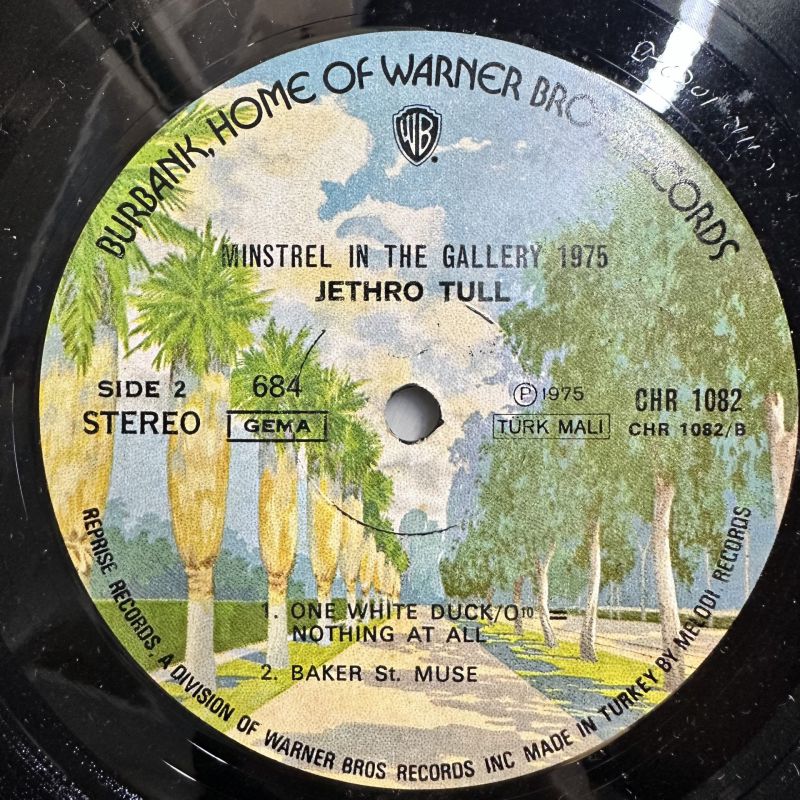 BURBANK, HOME OF WARNER BROS. RECORDS
WB
MINSTREL IN THE GALLERY 1975
JETHRO TULL
SIDE 2
684
STEREO
GEMA
℗1975
CHR 1082
TÜRK MALI
CHR 1082/B
1. ONE WHITE DUCK/O¹⁰ =
NOTHING AT ALL
2. BAKER St. MUSE
REPRISE RECORDS, A DIVISION OF WARNER BROS RECORDS INC MADE IN TURKEY BY MELODI RECORDS